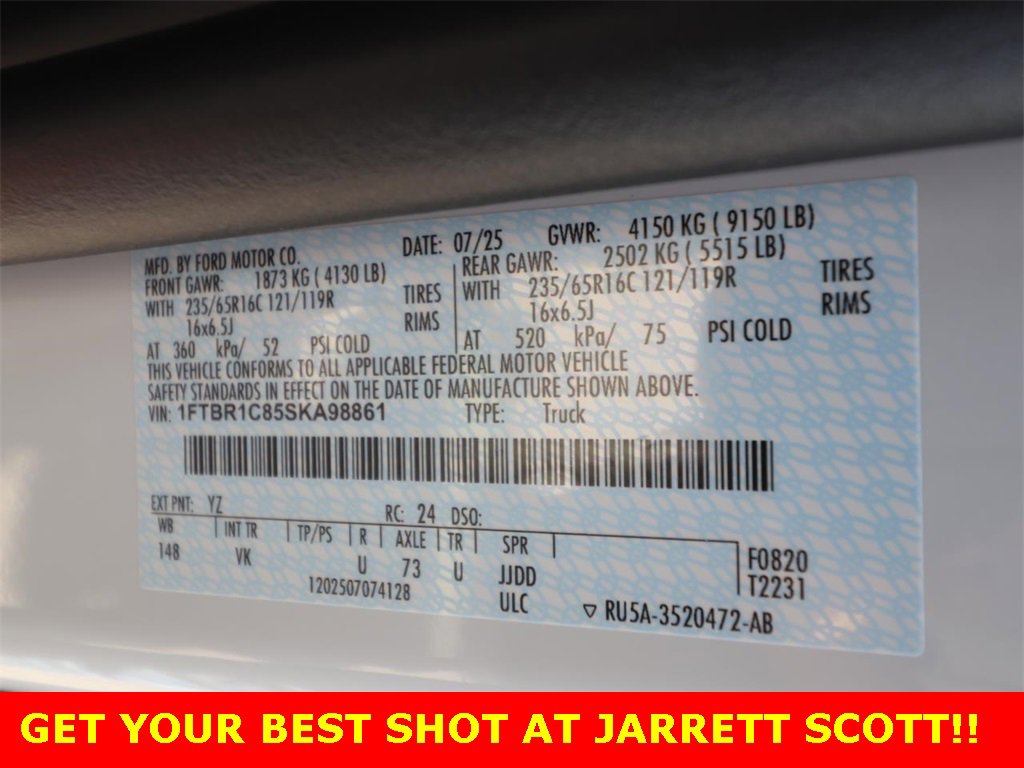 MFD. BY FORD MOTOR CO. DATE: 07/25 GVWR: 4150 KG ( 9150 LB)
FRONT GAWR: 1873 KG ( 4130 LB) REAR GAWR: 2502 KG ( 5515 LB)
WITH 235/65R16C 121/119R TIRES WITH 235/65R16C 121/119R TIRES
16x6.5J RIMS 16x6.5J RIMS
AT 360 kPa/ 52 PSI COLD AT 520 kPa/ 75 PSI COLD
THIS VEHICLE CONFORMS TO ALL APPLICABLE FEDERAL MOTOR VEHICLE
SAFETY STANDARDS IN EFFECT ON THE DATE OF MANUFACTURE SHOWN ABOVE.
VIN: 1FTBR1C85SKA98861 TYPE: Truck
EXT PNT: YZ RC: 24 DSO:
WB INT TR TP/PS R AXLE TR SPR
148 VK U 73 U JJDD F0820
1202507074128 ULC T2231
RU5A-3520472-AB
GET YOUR BEST SHOT AT JARRETT SCOTT!!